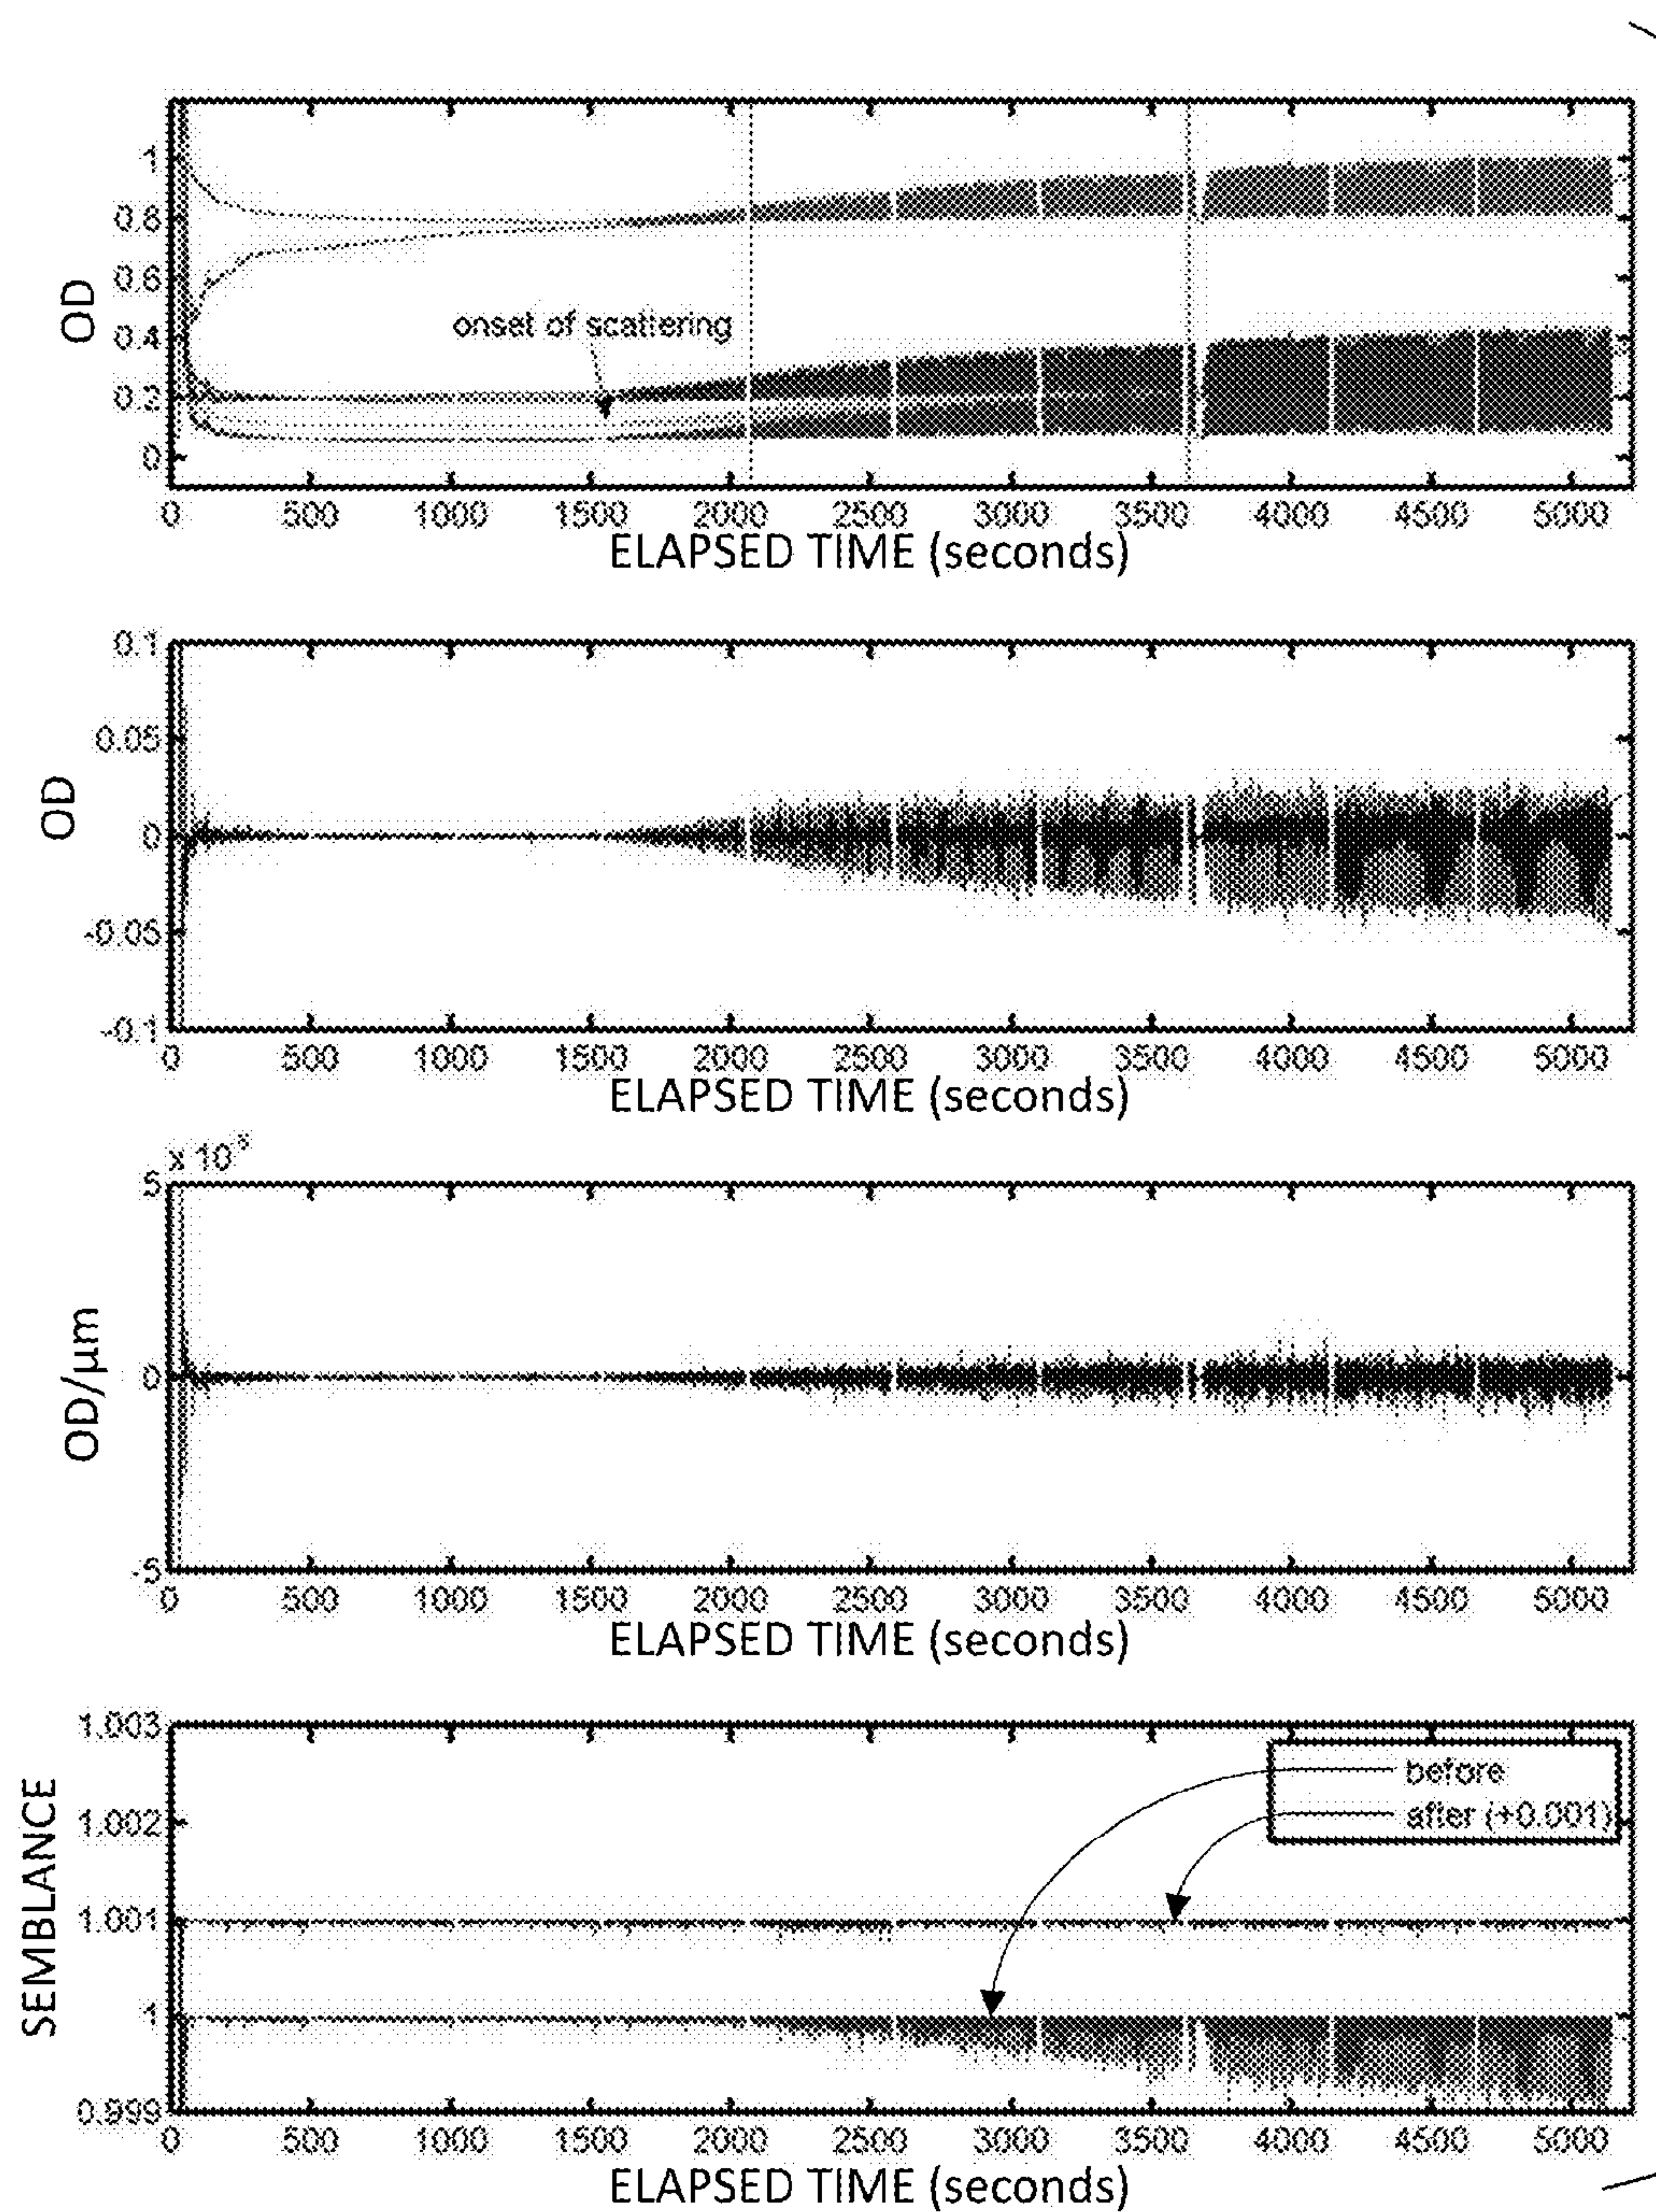 OD
1
0.8
0.6
0.4
0.2
0
onset of scattering
0 500 1000 1500 2000 2500 3000 3500 4000 4500 5000
ELAPSED TIME (seconds)
OD
0.1
0.05
0
-0.05
-0.1
0 500 1000 1500 2000 2500 3000 3500 4000 4500 5000
ELAPSED TIME (seconds)
OD/µm
5
0
-5
0 500 1000 1500 2000 2500 3000 3500 4000 4500 5000
ELAPSED TIME (seconds)
SEMBLANCE
1.003
1.002
1.001
1
0.999
before
after (+0.001)
0 500 1000 1500 2000 2500 3000 3500 4000 4500 5000
ELAPSED TIME (seconds)